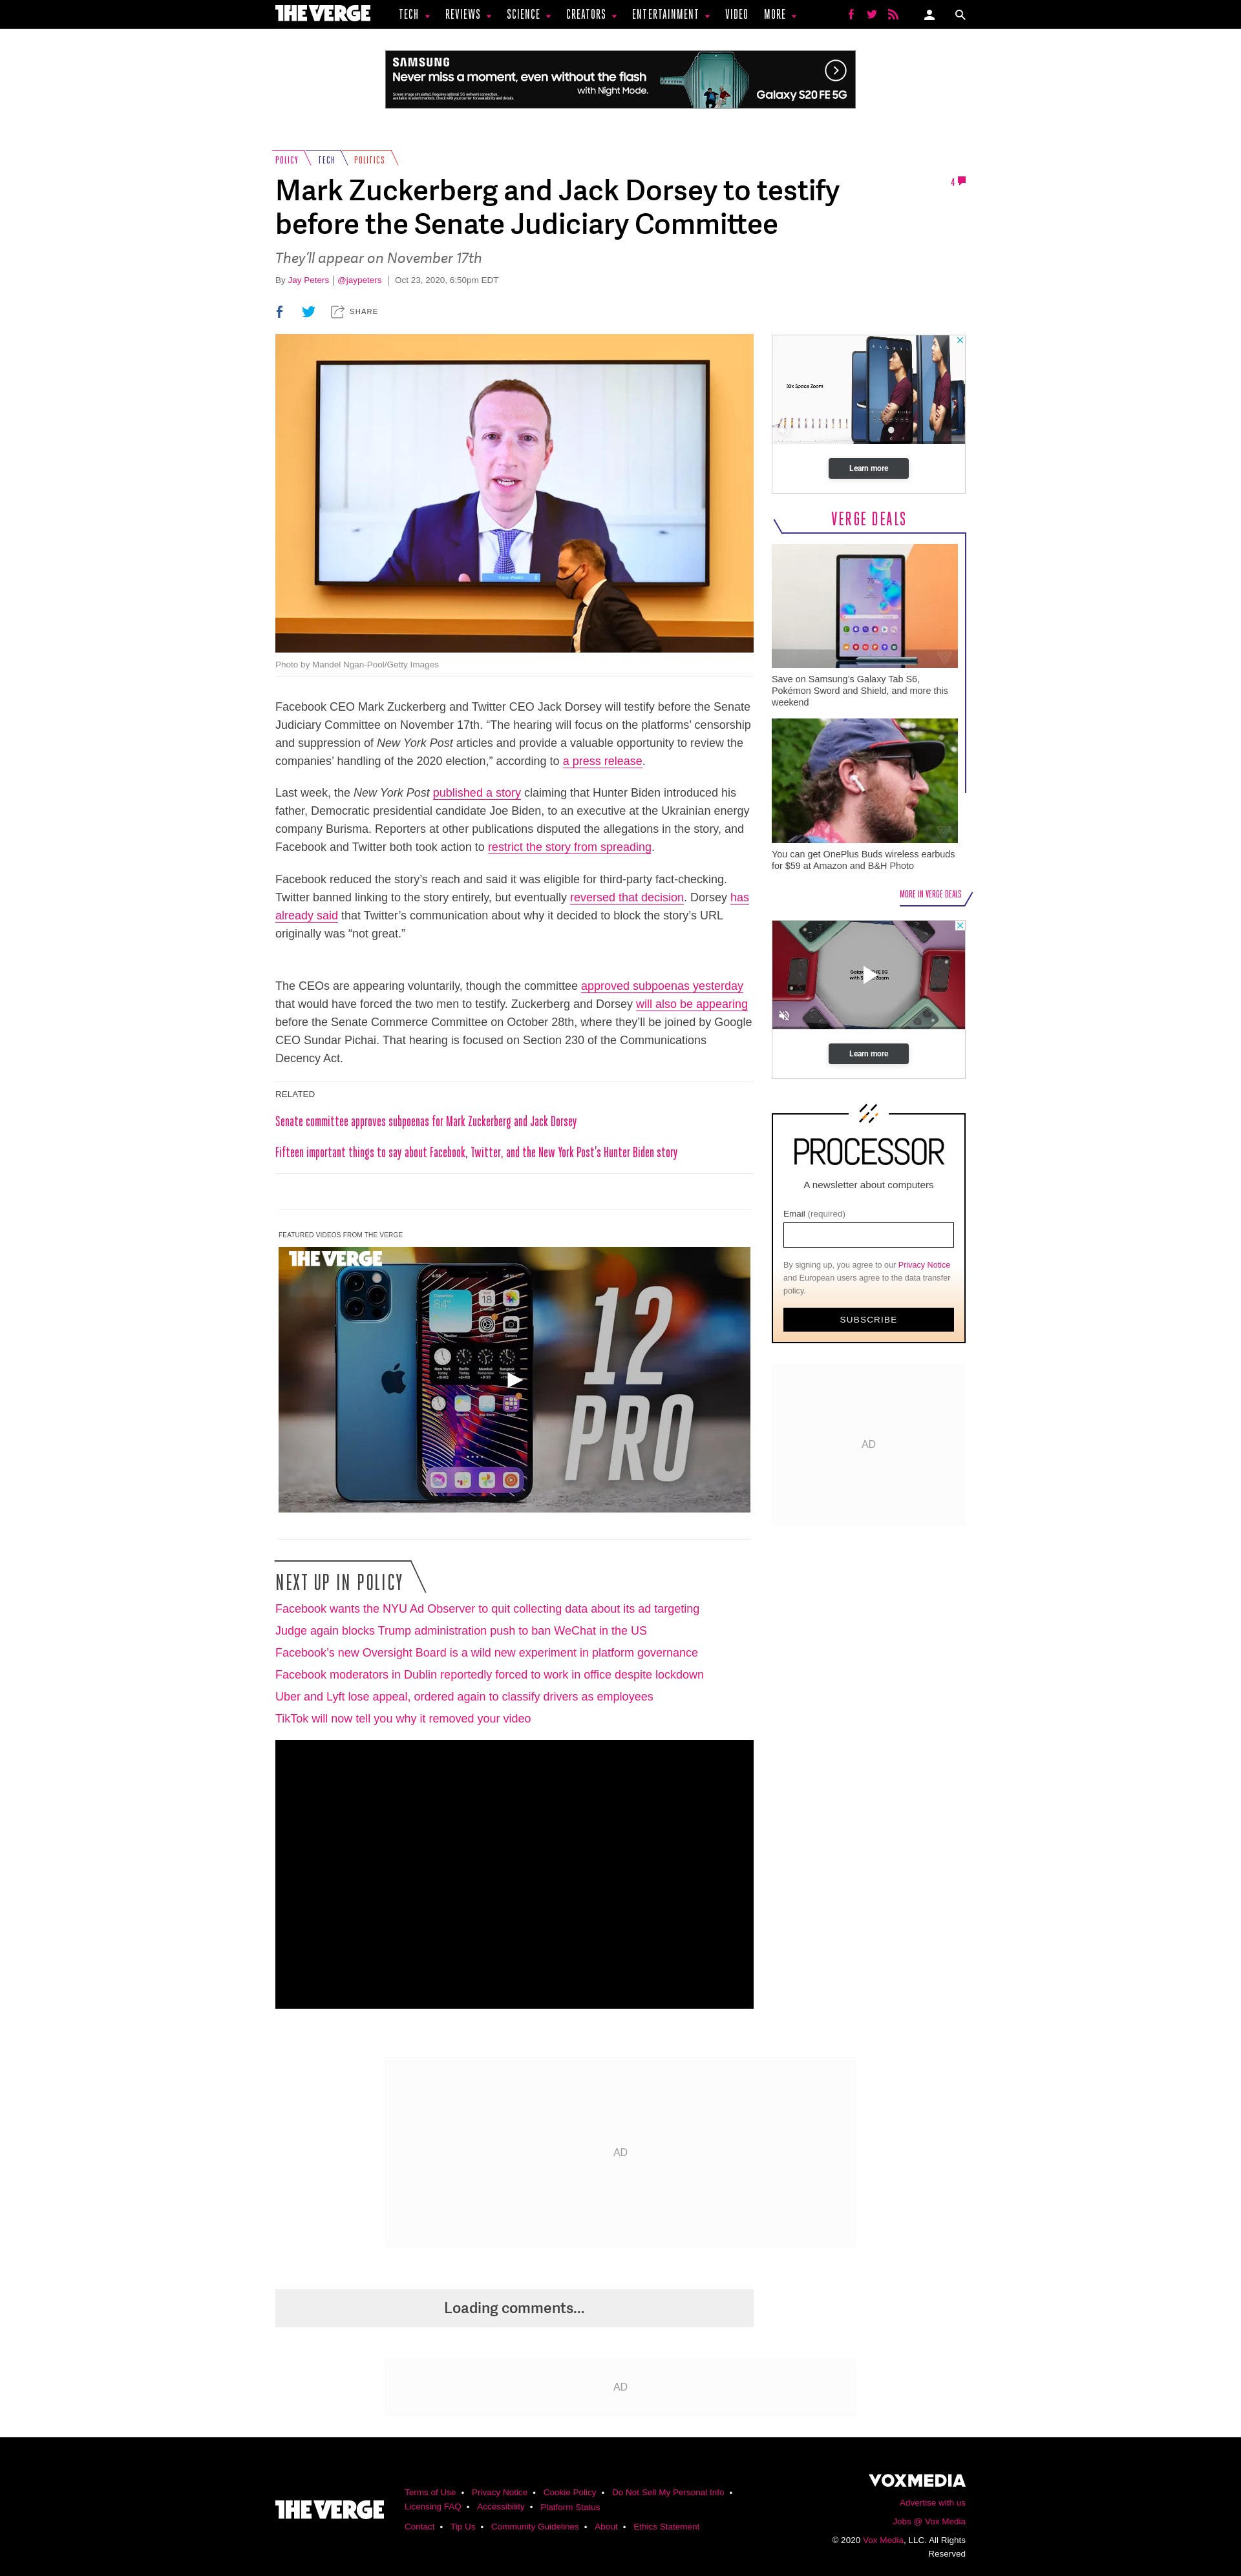 THE VERGE
TECH
REVIEWS
SCIENCE
CREATORS
ENTERTAINMENT
VIDEO
MORE
SAMSUNG
Never miss a moment, even without the flash
with Night Mode.
Galaxy S20 FE 5G
POLICY
TECH
POLITICS
Mark Zuckerberg and Jack Dorsey to testify
before the Senate Judiciary Committee
4
They’ll appear on November 17th
By Jay Peters | @jaypeters | Oct 23, 2020, 6:50pm EDT
SHARE
Photo by Mandel Ngan-Pool/Getty Images
Facebook CEO Mark Zuckerberg and Twitter CEO Jack Dorsey will testify before the Senate
Judiciary Committee on November 17th. “The hearing will focus on the platforms’ censorship
and suppression of New York Post articles and provide a valuable opportunity to review the
companies’ handling of the 2020 election,” according to a press release.
Last week, the New York Post published a story claiming that Hunter Biden introduced his
father, Democratic presidential candidate Joe Biden, to an executive at the Ukrainian energy
company Burisma. Reporters at other publications disputed the allegations in the story, and
Facebook and Twitter both took action to restrict the story from spreading.
Facebook reduced the story’s reach and said it was eligible for third-party fact-checking.
Twitter banned linking to the story entirely, but eventually reversed that decision. Dorsey has
already said that Twitter’s communication about why it decided to block the story’s URL
originally was “not great.”
The CEOs are appearing voluntarily, though the committee approved subpoenas yesterday
that would have forced the two men to testify. Zuckerberg and Dorsey will also be appearing
before the Senate Commerce Committee on October 28th, where they’ll be joined by Google
CEO Sundar Pichai. That hearing is focused on Section 230 of the Communications
Decency Act.
RELATED
Senate committee approves subpoenas for Mark Zuckerberg and Jack Dorsey
Fifteen important things to say about Facebook, Twitter, and the New York Post’s Hunter Biden story
FEATURED VIDEOS FROM THE VERGE
THE VERGE
12
PRO
NEXT UP IN POLICY
Facebook wants the NYU Ad Observer to quit collecting data about its ad targeting
Judge again blocks Trump administration push to ban WeChat in the US
Facebook’s new Oversight Board is a wild new experiment in platform governance
Facebook moderators in Dublin reportedly forced to work in office despite lockdown
Uber and Lyft lose appeal, ordered again to classify drivers as employees
TikTok will now tell you why it removed your video
30x Space Zoom
Learn more
VERGE DEALS
Save on Samsung’s Galaxy Tab S6,
Pokémon Sword and Shield, and more this
weekend
You can get OnePlus Buds wireless earbuds
for $59 at Amazon and B&H Photo
MORE IN VERGE DEALS
Learn more
PROCESSOR
A newsletter about computers
Email (required)
By signing up, you agree to our Privacy Notice
and European users agree to the data transfer
policy.
SUBSCRIBE
AD
AD
Loading comments...
AD
THE VERGE
Terms of Use • Privacy Notice • Cookie Policy • Do Not Sell My Personal Info •
Licensing FAQ • Accessibility • Platform Status
Contact • Tip Us • Community Guidelines • About • Ethics Statement
VOXMEDIA
Advertise with us
Jobs @ Vox Media
© 2020 Vox Media, LLC. All Rights
Reserved